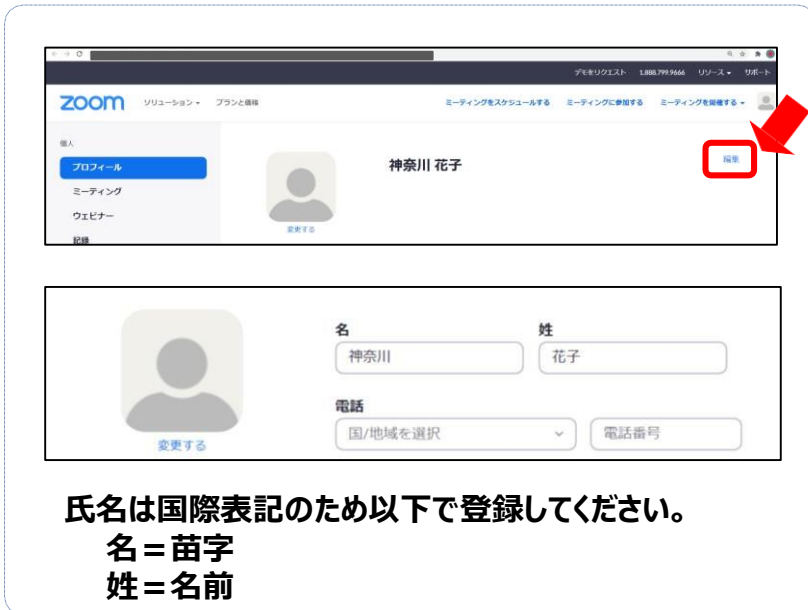 デモをリクエスト 1.888.799.9666 リソース サポート
zoom ソリューション プランと価格 ミーティングをスケジュールする ミーティングに参加する ミーティングを開催する
個人
プロフィール
神奈川 花子
編集
ミーティング
ウェビナー
変更する
記録
名 姓
神奈川 花子
電話
国/地域を選択 電話番号
変更する
氏名は国際表記のため以下で登録してください。
名＝苗字
姓＝名前